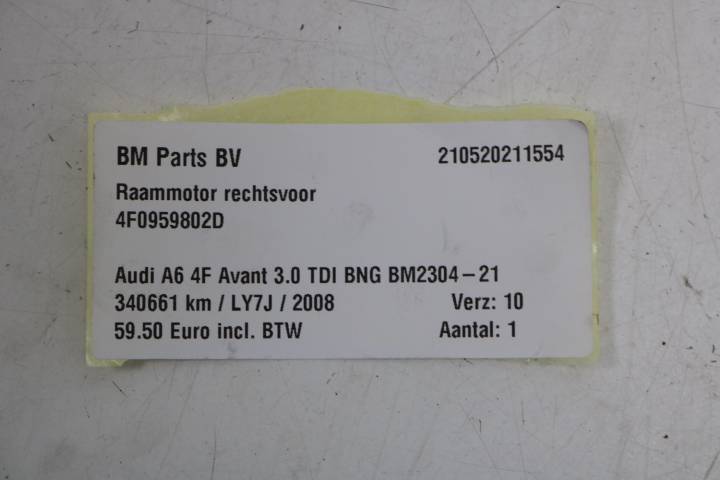 BM Parts BV 210520211554
Raammotor rechtsvoor
4F0959802D
Audi A6 4F Avant 3.0 TDI BNG BM2304-21
340661 km / LY7J / 2008 Verz: 10
59.50 Euro incl. BTW Aantal: 1